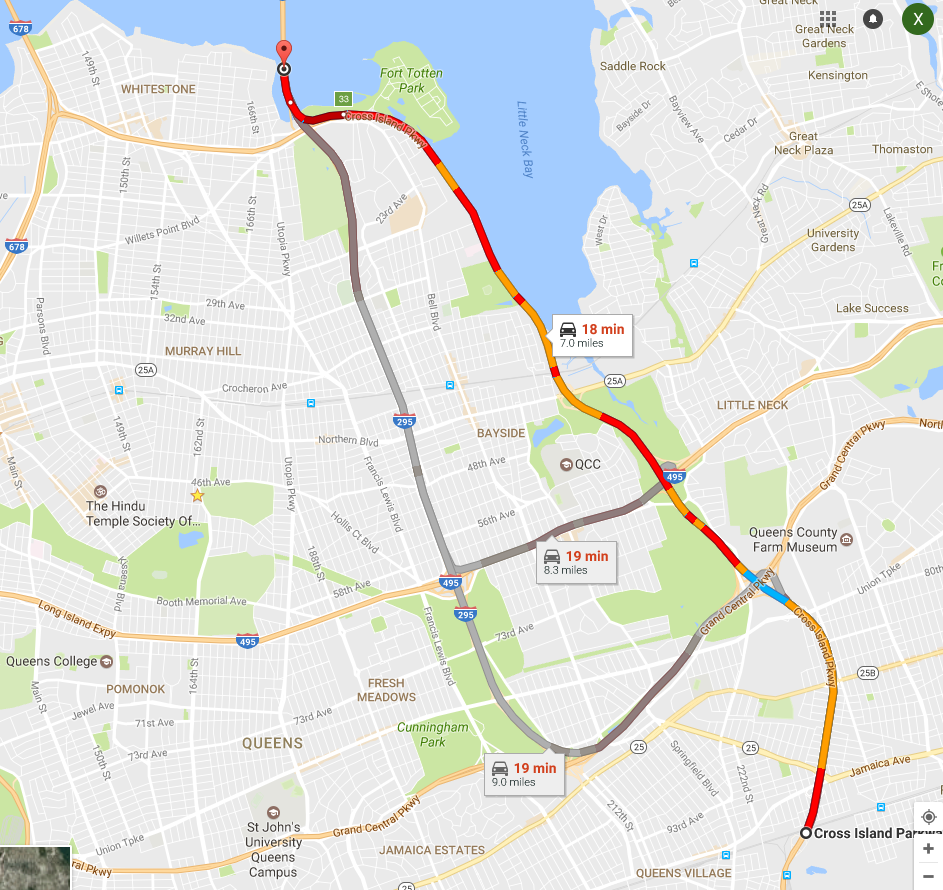 678
Great Neck
Great Neck
Gardens
X
149th St
WHITESTONE
166th St
33
Fort Totten
Park
Saddle Rock
Kensington
Bayside Dr
Bayview Ave
Cedar Dr
Great
Neck Plaza
Thomaston
Cross Island Pkwy
Little Neck Bay
150th St
166th St
23rd Ave
West Dr
Great Neck Rd
25A
Lakeville Rd
University
Gardens
Willets Point Blvd
Utopia Pkwy
678
154th St
29th Ave
32nd Ave
Bell Blvd
Parsons Blvd
Lake Success
18 min
7.0 miles
MURRAY HILL
25A
Crocheron Ave
25A
LITTLE NECK
295
BAYSIDE
149th St
162nd St
Northern Blvd
Grand Central Pkwy
Main St
46th Ave
Utopia Pkwy
Francis Lewis Blvd
48th Ave
QCC
495
The Hindu
Temple Society Of...
Hollis Ct Blvd
56th Ave
Queens County
Farm Museum
188th St
19 min
8.3 miles
Kissena Blvd
58th Ave
495
Union Tpke
80th
Booth Memorial Ave
Long Island Expy
495
295
Grand Central Pkwy
Cross Island Pkwy
Francis Lewis Blvd
73rd Ave
Queens College
164th St
25B
POMONOK
FRESH
MEADOWS
Main St
Jewel Ave
71st Ave
73rd Ave
73rd Ave
150th St
QUEENS
Cunningham
Park
25
25
Springfield Blvd
222nd St
Jamaica Ave
19 min
9.0 miles
212th St
93rd Ave
St John's
University
Queens
Campus
Grand Central Pkwy
Union Tpke
JAMAICA ESTATES
Cross Island Parkwa
QUEENS VILLAGE
25
ral Pkwy